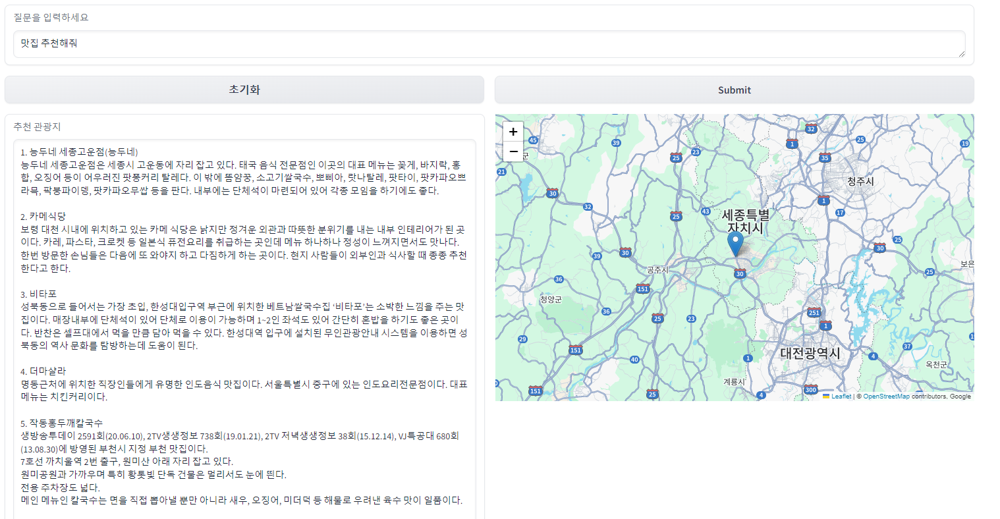 질문을 입력하세요
맛집 추천해줘
초기화
Submit
추천 관광지
1. 능두네 세종고운점(능두네)
능두네 세종고운점은 세종시 고운동에 자리 잡고 있다. 태국 음식 전문점인 이곳의 대표 메뉴는 꽃게, 바지락, 홍
합, 오징어 등이 어우러진 팟퐁커리 탈레다. 이 밖에 똠얌꿍, 소고기쌀국수, 뽀삐아, 랏나탈레, 팟타이, 팟카파오쁘
라믁, 팍붕파이뎅, 팟카파오무쌉 등을 판다. 내부에는 단체석이 마련되어 있어 각종 모임을 하기에도 좋다.
2. 카메식당
보령 대천 시내에 위치하고 있는 카메 식당은 낡지만 정겨운 외관과 따뜻한 분위기를 내는 내부 인테리어가 된 곳
이다. 카레, 파스타, 크로켓 등 일본식 퓨전요리를 취급하는 곳인데 메뉴 하나하나 정성이 느껴지면서도 맛나다.
한번 방문한 손님들은 다음에 또 와야지 하고 다짐하게 하는 곳이다. 현지 사람들이 외부인과 식사할 때 종종 추천
한다고 한다.
3. 비타포
성북동으로 들어서는 가장 초입, 한성대입구역 부근에 위치한 베트남쌀국수집 ‘비타포’는 소박한 느낌을 주는 맛
집이다. 매장내부에 단체석이 있어 단체로 이용이 가능하며 1~2인 좌석도 있어 간단히 혼밥을 하기도 좋은 곳이
다. 반찬은 셀프대에서 먹을 만큼 담아 먹을 수 있다. 한성대역 입구에 설치된 무인관광안내 시스템을 이용하면 성
북동의 역사 문화를 탐방하는데 도움이 된다.
4. 더마샬라
명동근처에 위치한 직장인들에게 유명한 인도음식 맛집이다. 서울특별시 중구에 있는 인도요리전문점이다. 대표
메뉴는 치킨커리이다.
5. 작동홍두깨칼국수
생방송투데이 2591회(20.06.10), 2TV생생정보 738회(19.01.21), 2TV 저녁생생정보 38회(15.12.14), VJ특공대 680회
(13.08.30)에 방영된 부천시 지정 부천 맛집이다.
7호선 까치울역 2번 출구, 원미산 아래 자리 잡고 있다.
원미공원과 가까우며 특히 황톳빛 단독 건물은 멀리서도 눈에 띈다.
전용 주차장도 넓다.
메인 메뉴인 칼국수는 면을 직접 뽑아낼 뿐만 아니라 새우, 오징어, 미더덕 등 해물로 우려낸 육수 맛이 일품이다.
+
−
32
45
39
1
25
19
23
25
35
군
21
청주시
30
1
32
43
17
25
세종특별
자치시
25
30
30
공주시
30
25
보은
36
151
청양군
36
251
25
23
1
29
37
151
대전광역시
1
4
40
옥천군
계룡시
151
25
4
300
Leaflet | © OpenStreetMap contributors, Google